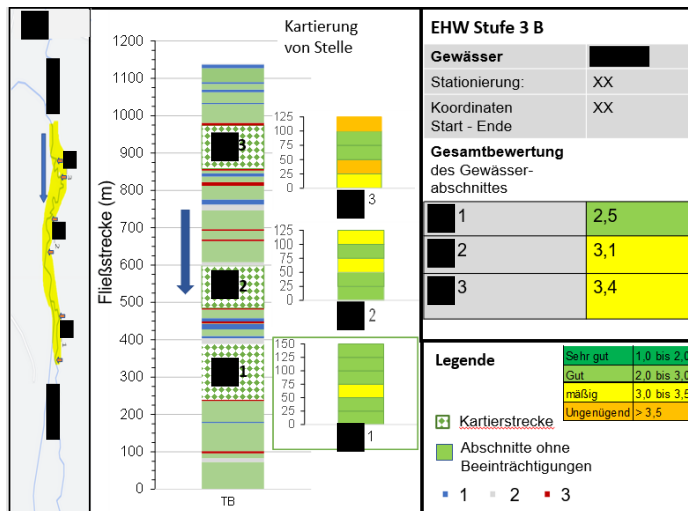 Kartierung
von Stelle
Fließstrecke (m)
1200
1100
1000
900
800
700
600
500
400
300
200
100
0
TB
3
2
1
125
100
75
50
25
0
3
125
100
75
50
25
0
2
150
125
100
75
50
25
0
1
EHW Stufe 3 B
Gewässer
Stationierung: XX
Koordinaten XX
Start - Ende
Gesamtbewertung
des Gewässer-
abschnittes
1 2,5
2 3,1
3 3,4
Legende
Sehr gut 1,0 bis 2,0
Gut 2,0 bis 3,0
mäßig 3,0 bis 3,5
Ungenügend > 3,5
Kartierstrecke
Abschnitte ohne
Beeinträchtigungen
1 2 3